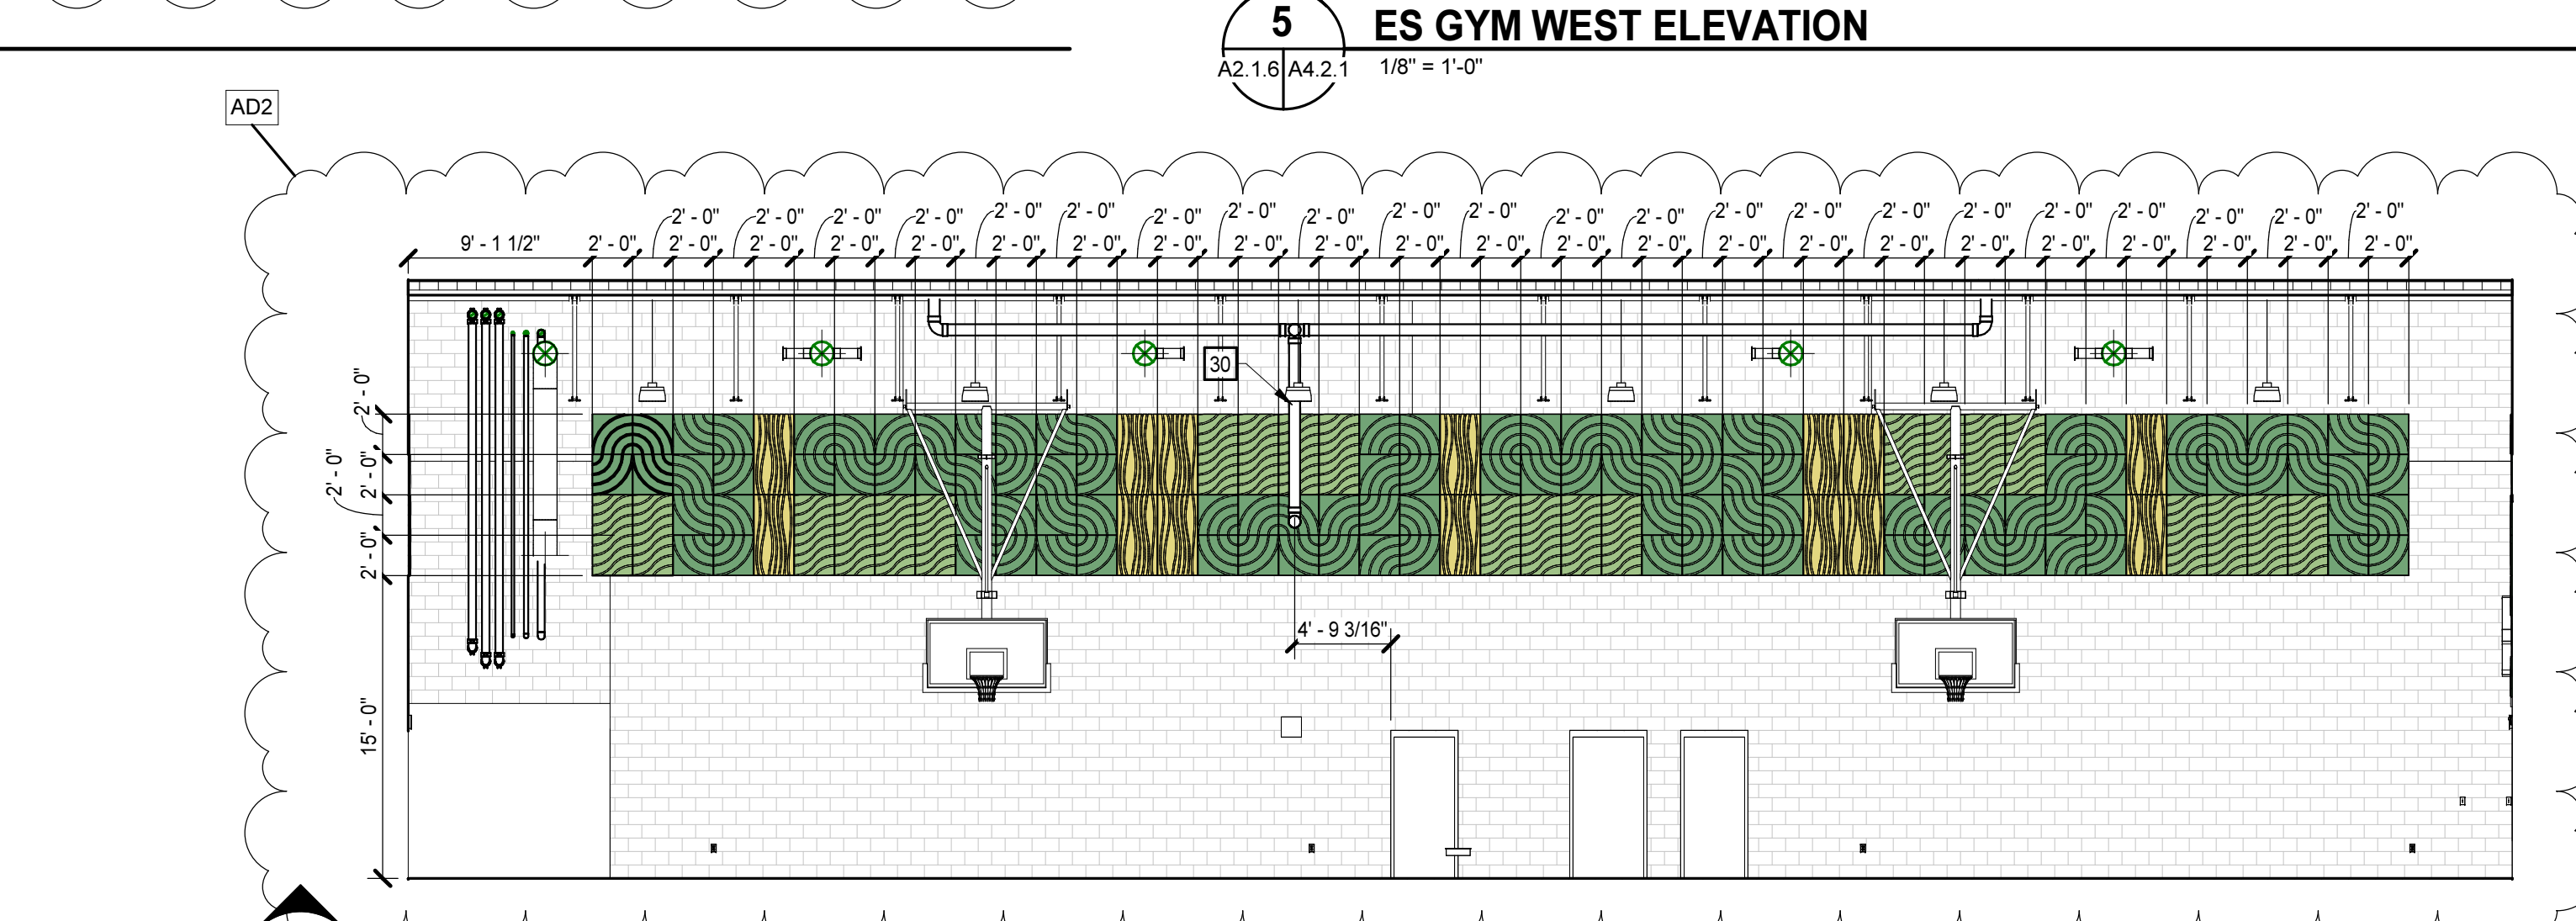 5 ES GYM WEST ELEVATION
A2.1.6 A4.2.1 1/8" = 1'-0"
AD2
2' - 0" 2' - 0" 2' - 0" 2' - 0" 2' - 0" 2' - 0" 2' - 0" 2' - 0" 2' - 0" 2' - 0" 2' - 0" 2' - 0" 2' - 0" 2' - 0" 2' - 0" 2' - 0" 2' - 0" 2' - 0" 2' - 0" 2' - 0" 2' - 0" 2' - 0"
9' - 1 1/2" 2' - 0" 2' - 0" 2' - 0" 2' - 0" 2' - 0" 2' - 0" 2' - 0" 2' - 0" 2' - 0" 2' - 0" 2' - 0" 2' - 0" 2' - 0" 2' - 0" 2' - 0" 2' - 0" 2' - 0" 2' - 0" 2' - 0" 2' - 0" 2' - 0" 2' - 0" 2' - 0"
30
2' - 0"
2' - 0"
2' - 0"
2' - 0"
4' - 9 3/16"
15' - 0"